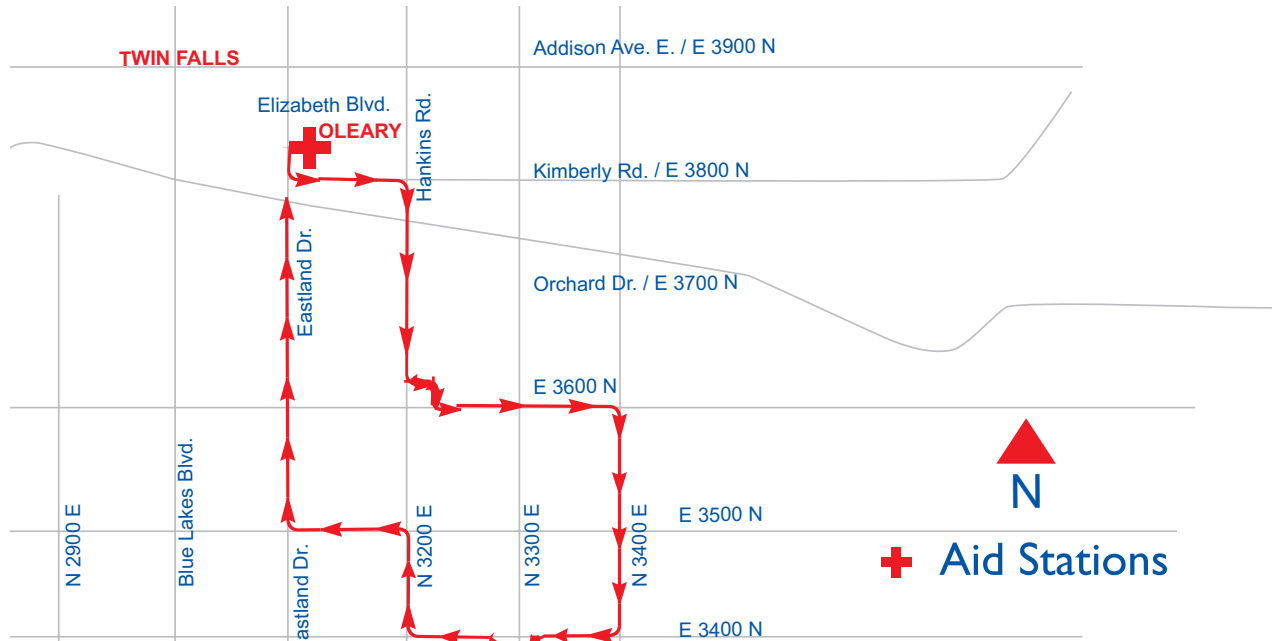 Addison Ave. E. / E 3900 N
TWIN FALLS
Elizabeth Blvd.
OLEARY
Hankins Rd.
Kimberly Rd. / E 3800 N
Eastland Dr.
Orchard Dr. / E 3700 N
E 3600 N
N 2900 E
Blue Lakes Blvd.
astland Dr.
N 3200 E
N 3300 E
N 3400 E
E 3500 N
N
Aid Stations
E 3400 N